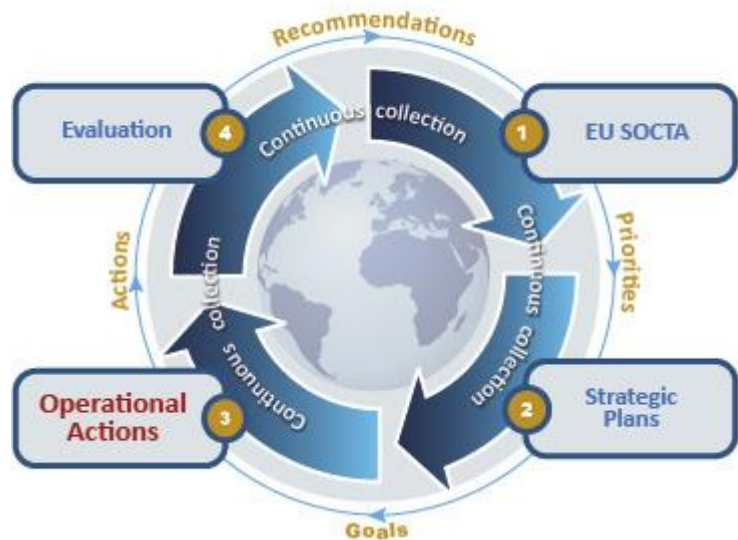 Recommendations
Evaluation
4
Continuous collection
1
EU SOCTA
Continuous collection
Priorities
Actions
Continuous collection
Operational
Actions
3
2
Strategic
Plans
Goals